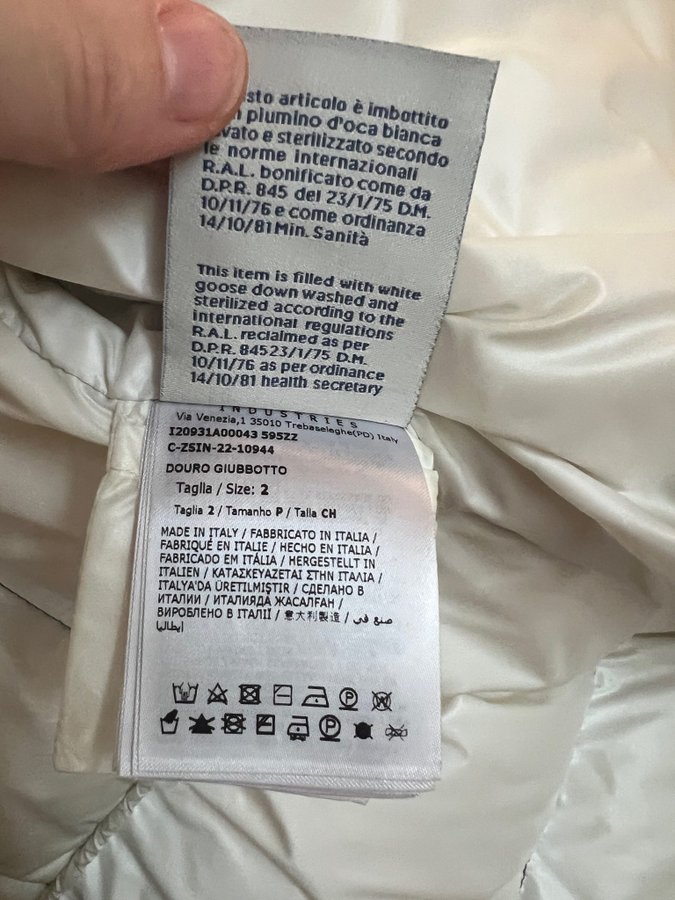 sto articolo è imbottito
plumino d'oca bianca
vato e sterilizzato secondo
le norme internazionali
R.A.L. bonificato come da
D.P.R. 845 del 23/1/75 D.M.
10/11/76 e come ordinanza
14/10/81 Min. Sanità
This item is filled with white
goose down washed and
sterilized according to the
international regulations
R.A.L. reclaimed as per
D.P.R. 84523/1/75 D.M.
10/11/76 as per ordinance
14/10/81 health secretary
INDUSTRIES
Via Venezia,1 35010 Trebaseleghe(PD) Italy
I20931A00043 595ZZ
C-ZSIN-22-10944
DOURO GIUBBOTTO
Taglia / Size: 2
Taglia 2 / Tamanho P / Talla CH
MADE IN ITALY / FABBRICATO IN ITALIA /
FABRIQUÉ EN ITALIE / HECHO EN ITALIA /
FABRICADO EM ITÁLIA / HERGESTELLT IN
ITALIEN / ΚΑΤΑΣΚΕΥΑΖΕΤΑΙ ΣΤΗΝ ΙΤΑΛΙΑ /
ITALYA'DA ÜRETILMIŞTIR / СДЕЛАНО В
ИТАЛИИ / ИТАЛИЯДА ЖАСАЛҒАН /
ВИРОБЛЕНО В ІТАЛІЇ / 意大利製造 / صنع في
إيطاليا
P
P